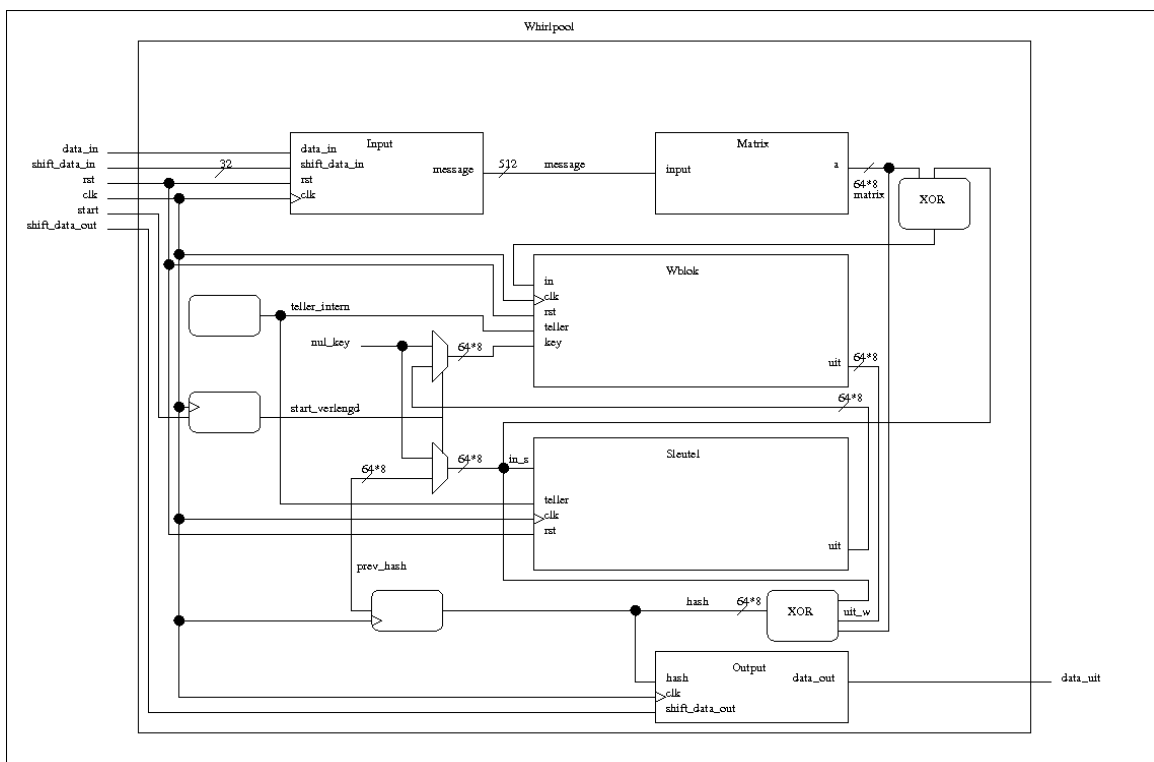 Whirlpool
data_in
shift_data_in
rst
clk
start
shift_data_out
32
Input
data_in
shift_data_in
rst
clk
message
512
message
Matrix
input
a
64*8
matrix
XOR
Wblok
in
clk
rst
teller
key
uit
64*8
teller_intern
nul_key
64*8
start_verlengd
64*8
64*8
64*8
in_s
Sleutel
teller
clk
rst
uit
prev_hash
hash
64*8
XOR
uit_w
Output
hash
clk
shift_data_out
data_out
data_uit